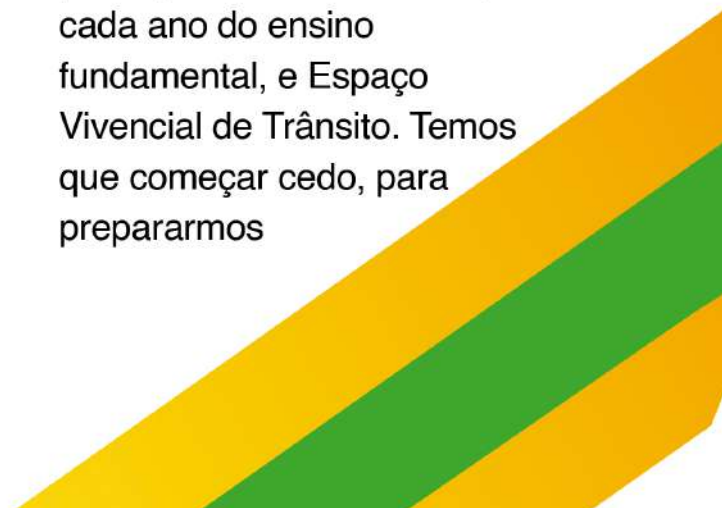 cada ano do ensino
fundamental, e Espaço
Vivencial de Trânsito. Temos
que começar cedo, para
prepararmos